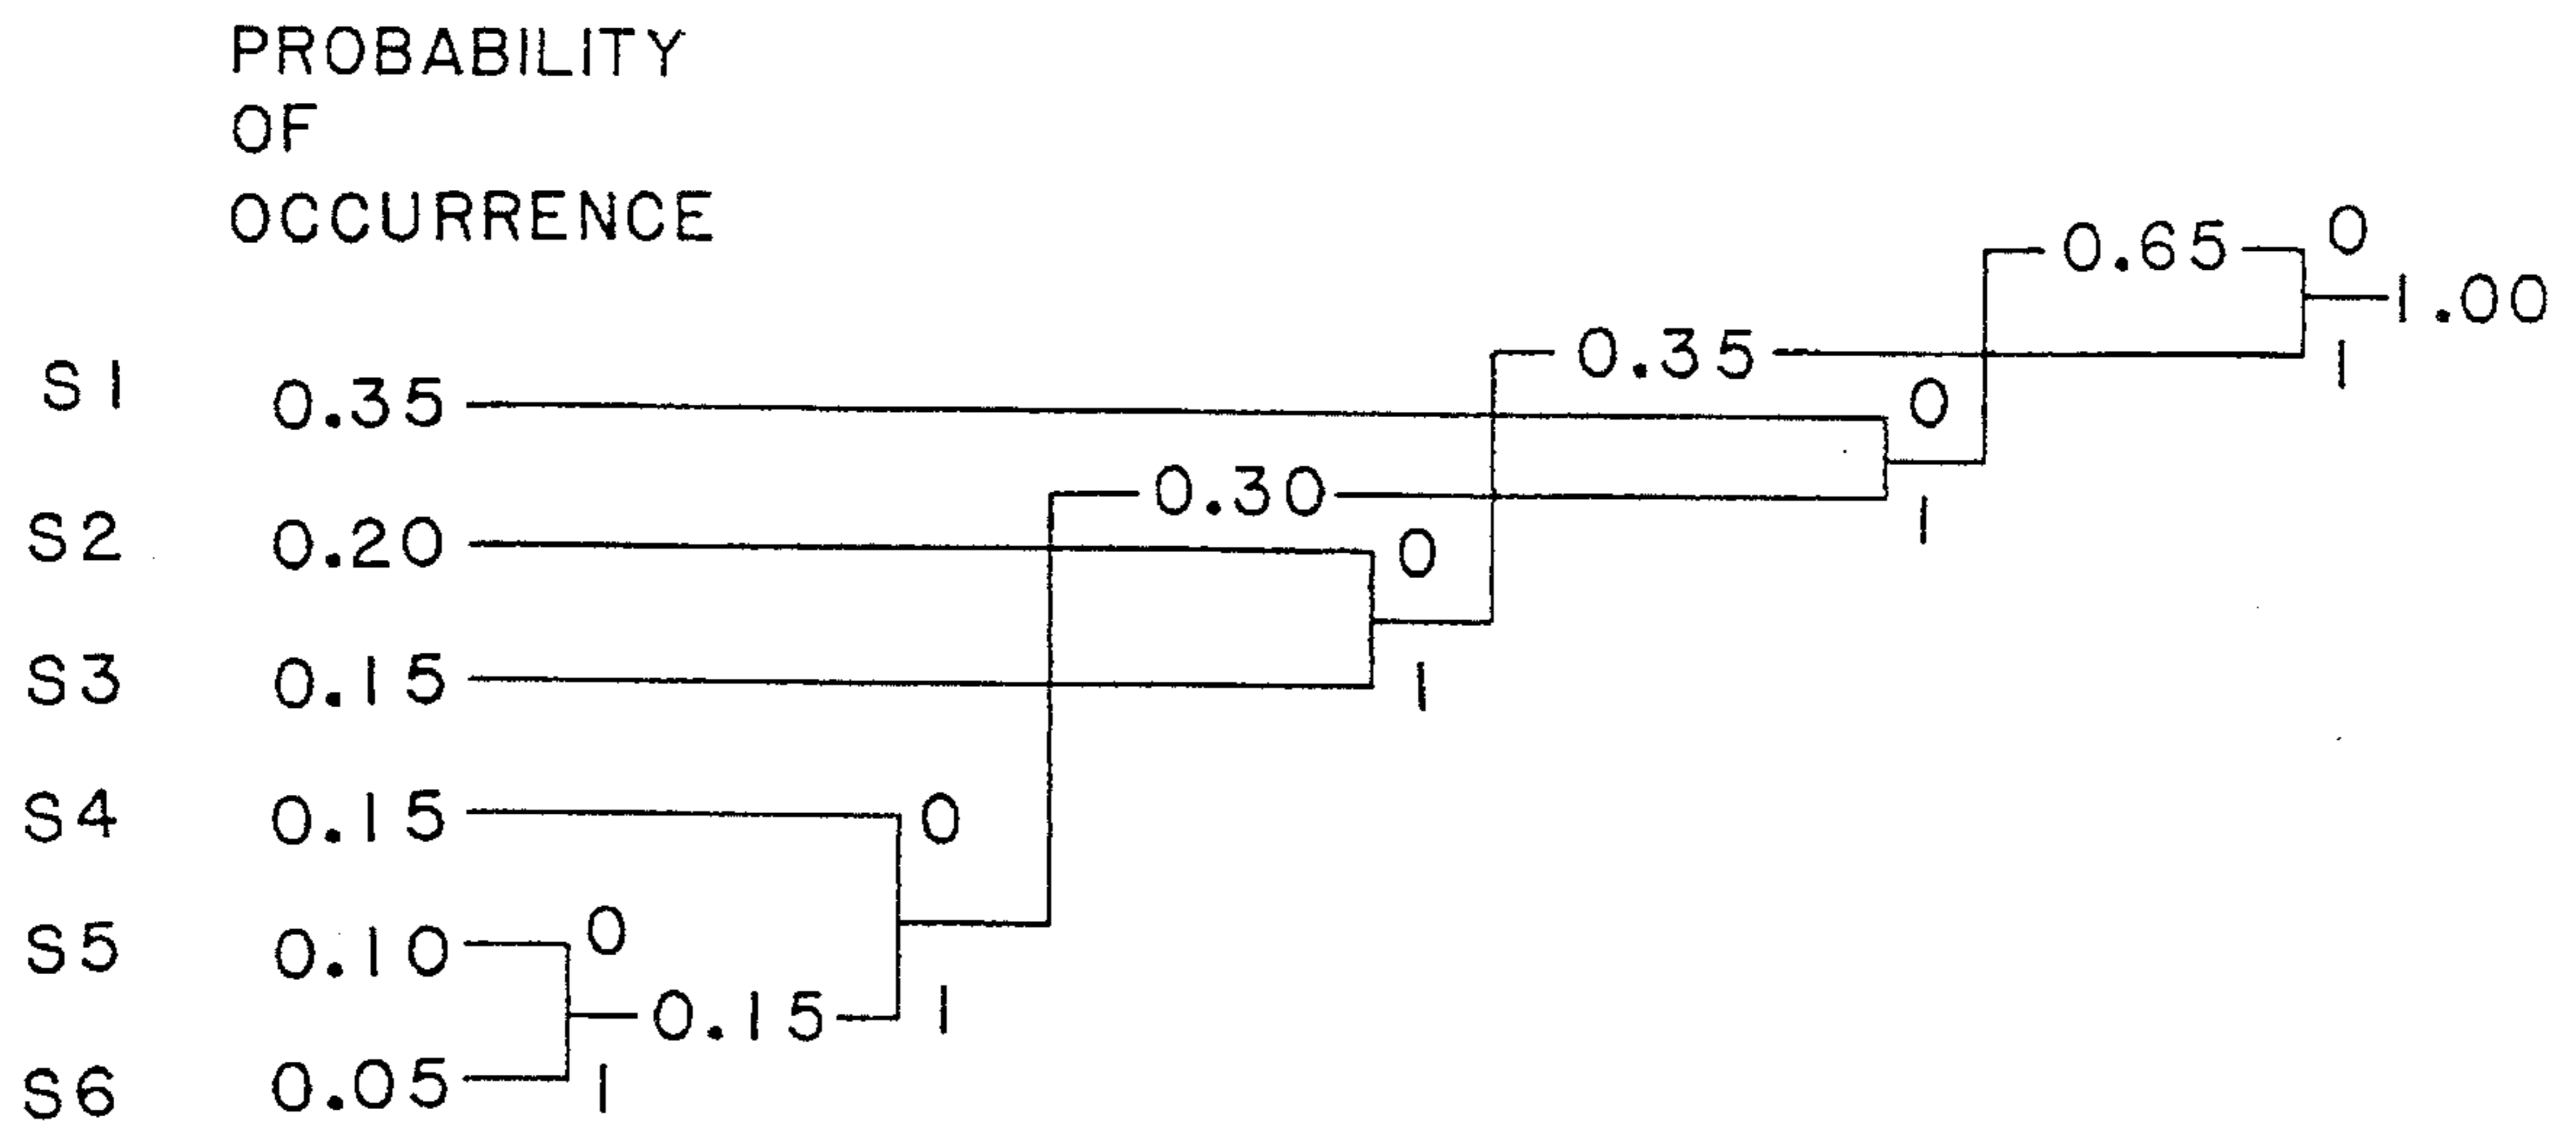 PROBABILITY
OF
OCCURRENCE
0.65 0
1.00
0.35 1
S1 0.35 0
0.30 1
S2 0.20 0
S3 0.15 1
S4 0.15 0
S5 0.10 0
0.15 1
S6 0.05 1